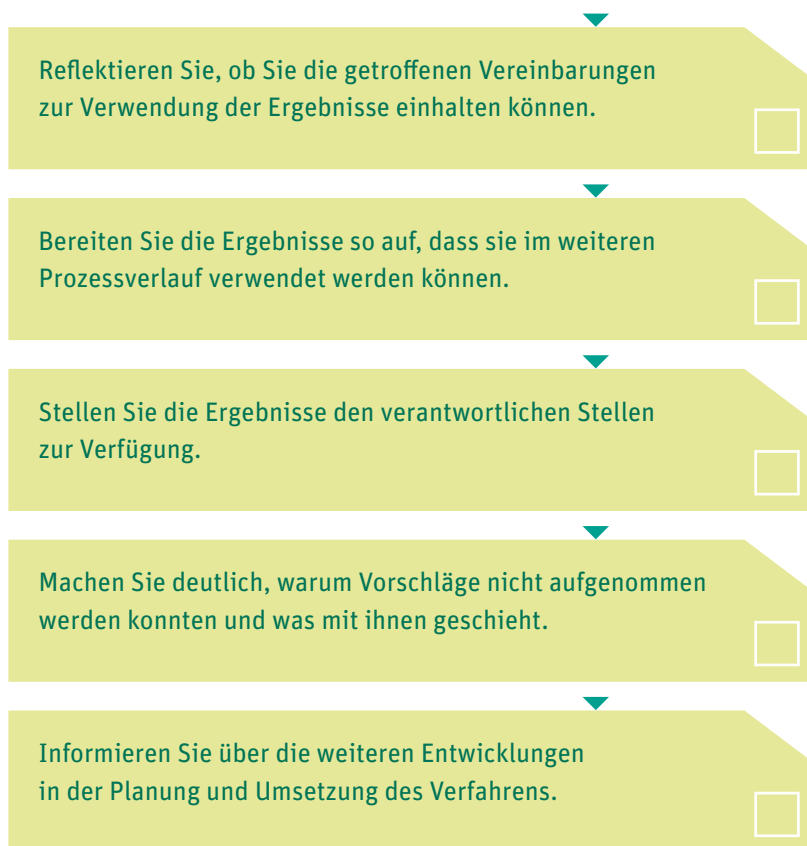 Reflektieren Sie, ob Sie die getroffenen Vereinbarungen
zur Verwendung der Ergebnisse einhalten können.
Bereiten Sie die Ergebnisse so auf, dass sie im weiteren
Prozessverlauf verwendet werden können.
Stellen Sie die Ergebnisse den verantwortlichen Stellen
zur Verfügung.
Machen Sie deutlich, warum Vorschläge nicht aufgenommen
werden konnten und was mit ihnen geschieht.
Informieren Sie über die weiteren Entwicklungen
in der Planung und Umsetzung des Verfahrens.